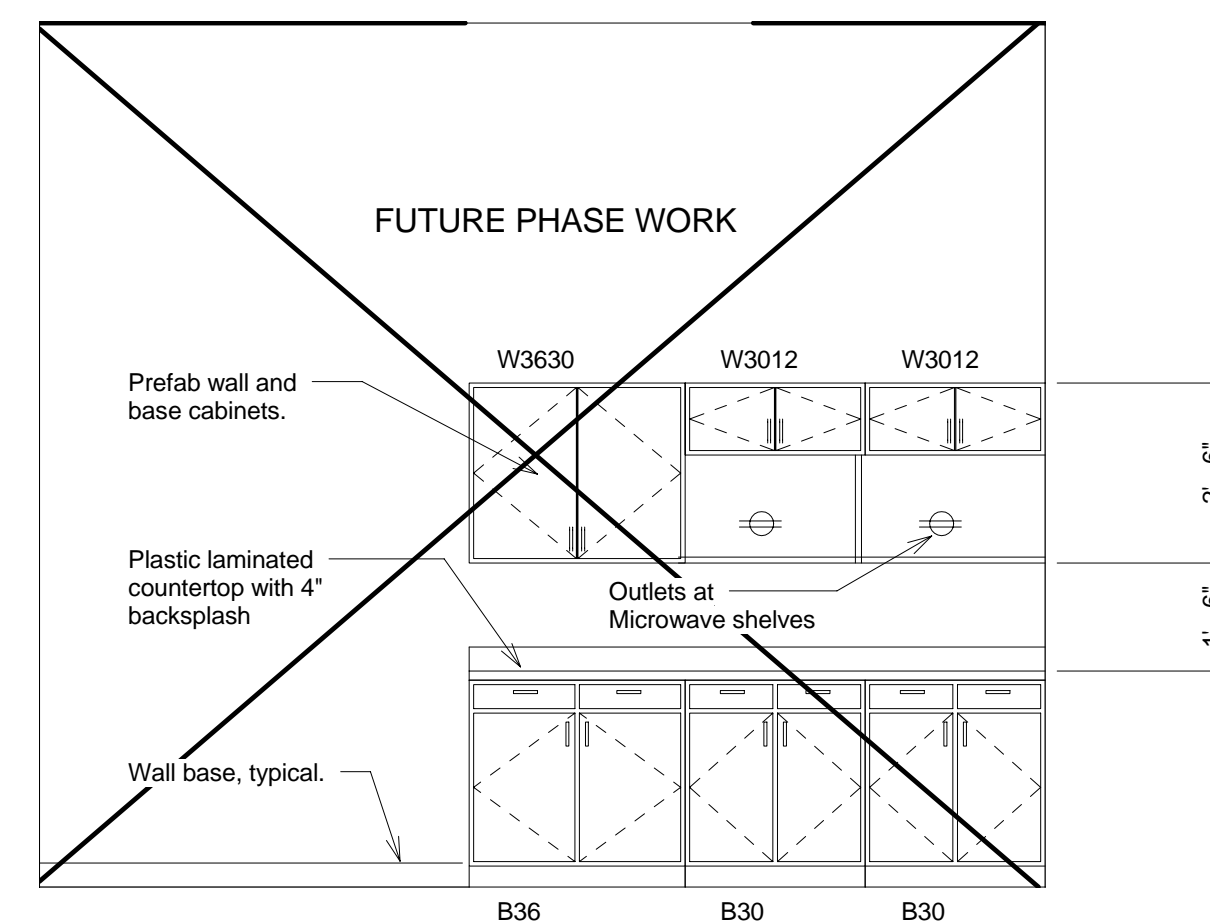 FUTURE PHASE WORK
W3630
W3012
W3012
Prefab wall and
base cabinets.
Plastic laminated
countertop with 4"
backsplash
Outlets at
Microwave shelves
Wall base, typical.
B36
B30
B30